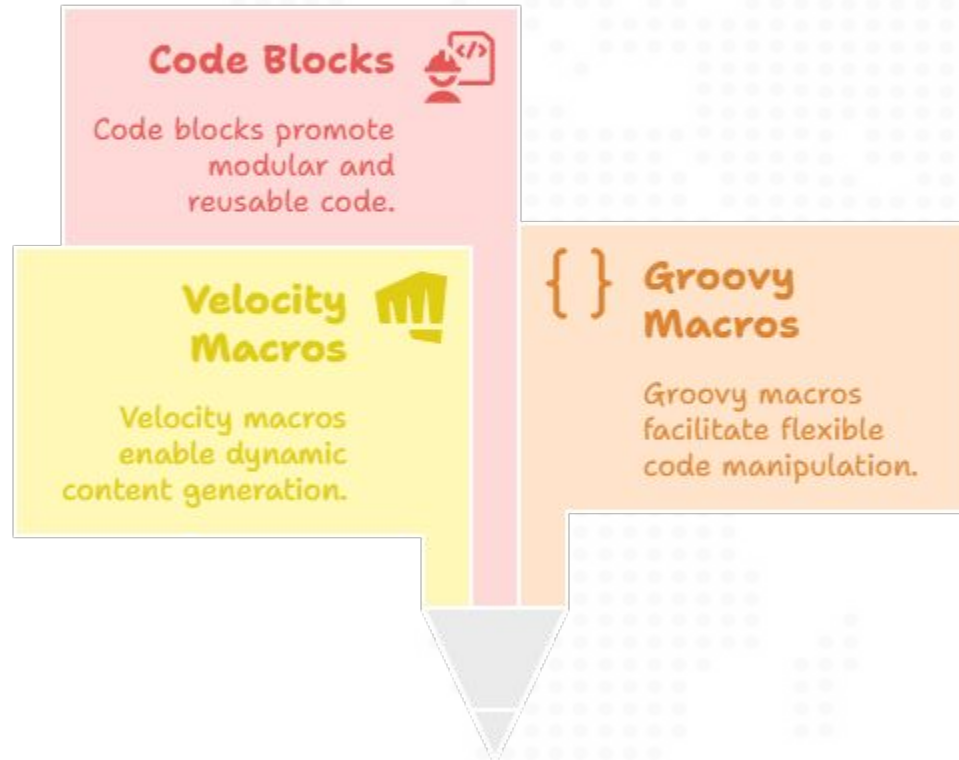 Code Blocks
Code blocks promote
modular and
reusable code.
Velocity
Macros
Velocity macros
enable dynamic
content generation.
Groovy
Macros
Groovy macros
facilitate flexible
code manipulation.